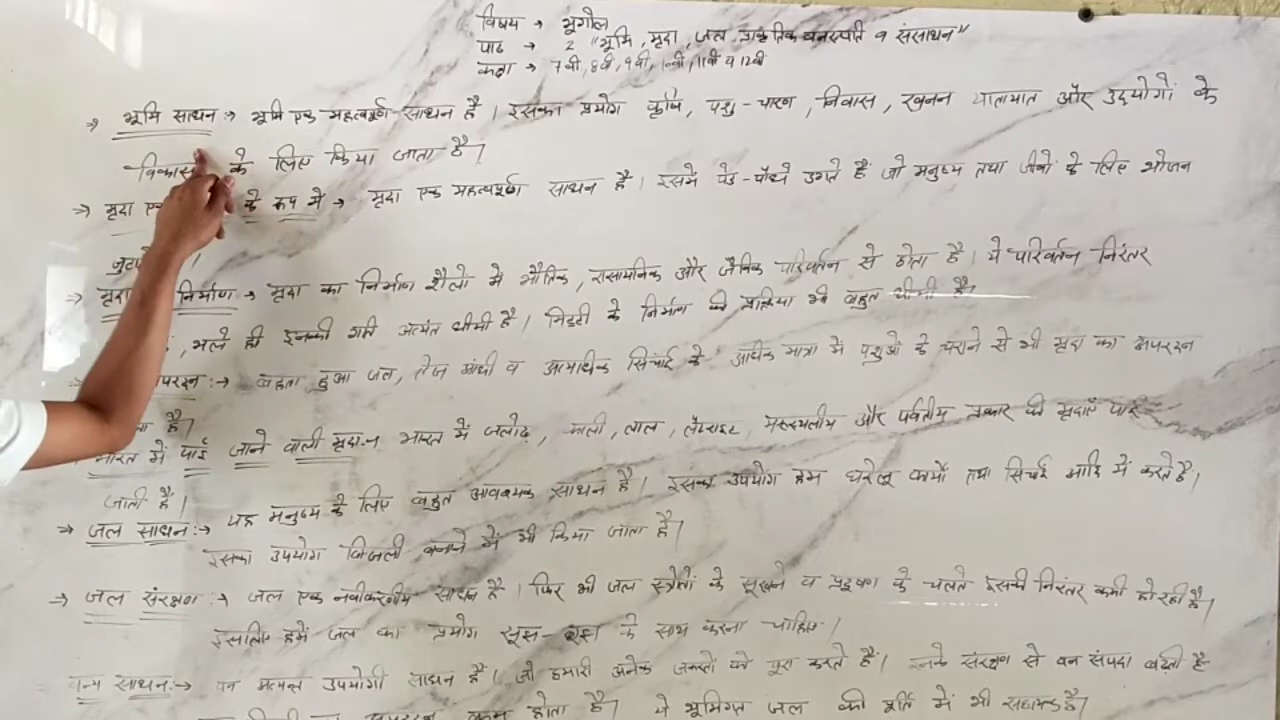 विषय → भूगोल
पाठ → 2 "भूमि, मृदा, जल, प्राकृतिक वनस्पति व संसाधन"
कक्षा → 7वी, 8वी, 9वी, 10वी, 11वी व 12वीं
⇒ भूमि साधन :→ भूमि एक महत्वपूर्ण साधन है। इसका प्रयोग कृषि, पशु-चारण, निवास, खनन यातायात और उद्योगों के
विकास के लिए किया जाता है।
⇒ मृदा के रूप में → मृदा एक महत्वपूर्ण साधन है। इसमें पेड-पौधे उगते हैं जो मनुष्य तथा जीवों के लिए भोजन
⇒ मृदा निर्माण → मृदा का निर्माण शैलो में भौतिक, रासायनिक और जैविक परिवर्तन से होता है। ये परिवर्तन निरंतर
, भले ही इनकी गति अत्यंत धीमी है। मिट्टी के निर्माण की प्रक्रिया भी बहुत धीमी है।
:→ बहता हुआ जल, तेज आंधी व अत्याधिक सिंचाई के अधिक मात्रा में पशुओं के चराने से भी मृदा का अपरदन
है।
भारत में पाई जाने वाली मृदा:→ भारत में जलोढ़, काली, लाल, लैटराइट, मरुस्थलीय और पर्वतीय प्रकार की मृदाएँ पाई
जाती है।
⇒ जल साधन:→ यह मनुष्य के लिए बहुत आवश्यक साधन है। इसका उपयोग हम घरेलू कार्यों तथा सिंचाई आदि में करते है।
इसका उपयोग बिजली बनाने में भी किया जाता है।
⇒ जल संरक्षण :→ जल एक नवीकरणीय साधन है। फिर भी जल स्त्रोतों के सूखने व प्रदूषण के चलते इसकी निरंतर कमी हो रही है।
इसलिए हमें जल का प्रयोग सूझ-बूझ के साथ करना चाहिए।
वन्य साधन:→ वन अत्यन्त उपयोगी साधन है। जो हमारी अनेक जरूरतों को पूरा करते है। इनके संरक्षण से वन संपदा बढ़ती है
होता है। ये भूमिगत जल की पूर्ति में भी सहायक है।